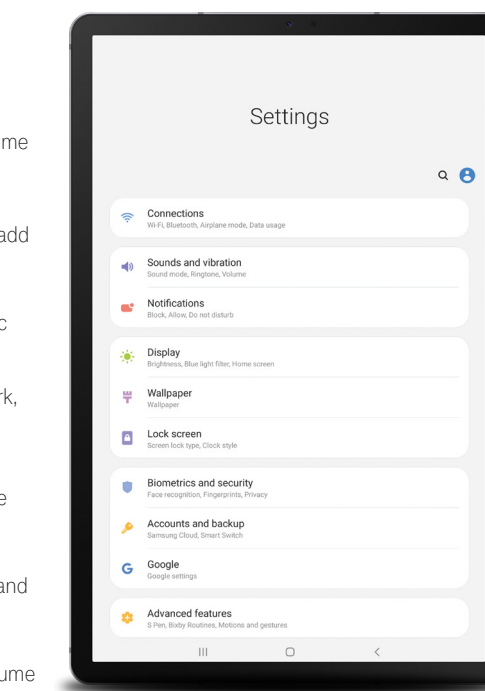 Settings
Connections
Wi-Fi, Bluetooth, Airplane mode, Data usage
Sounds and vibration
Sound mode, Ringtone, Volume
Notifications
Block, Allow, Do not disturb
Display
Brightness, Blue light filter, Home screen
Wallpaper
Wallpaper
Lock screen
Screen lock type, Clock style
Biometrics and security
Face recognition, Fingerprints, Privacy
Accounts and backup
Samsung Cloud, Smart Switch
G Google
Google settings
Advanced features
S Pen, Bixby Routines, Motions and gestures
add
and